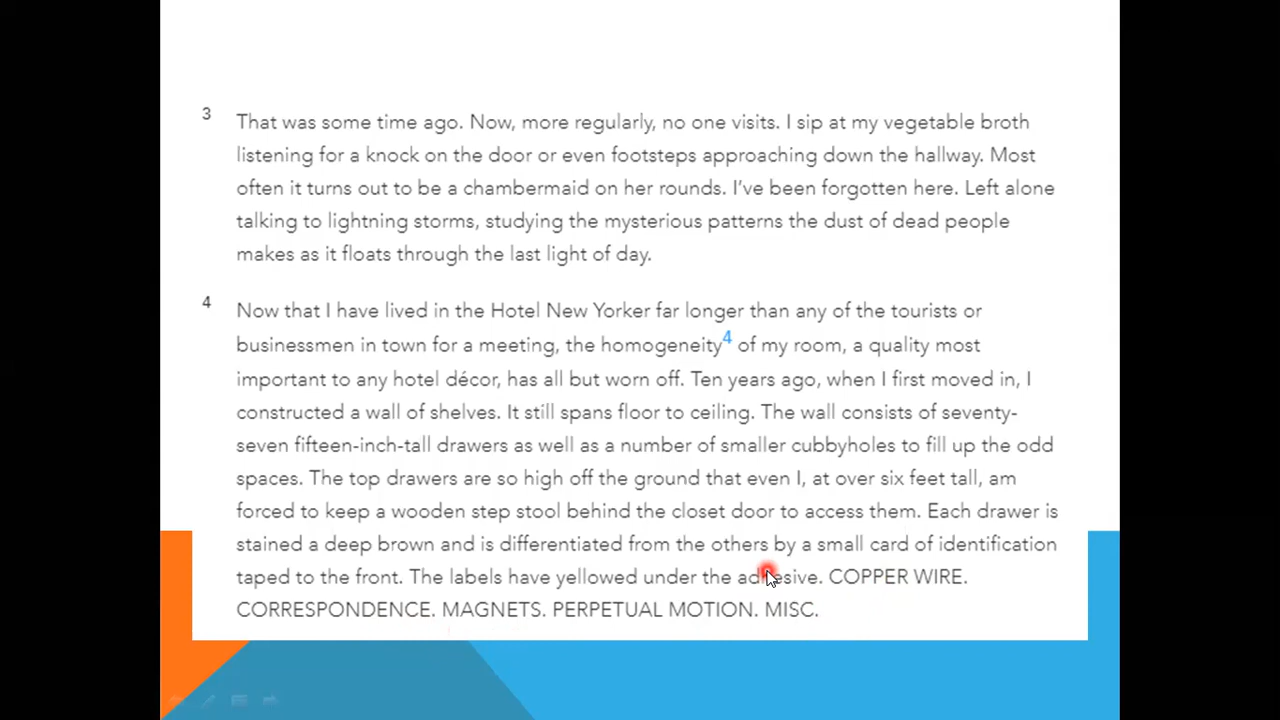 3 That was some time ago. Now, more regularly, no one visits. I sip at my vegetable broth
listening for a knock on the door or even footsteps approaching down the hallway. Most
often it turns out to be a chambermaid on her rounds. I've been forgotten here. Left alone
talking to lightning storms, studying the mysterious patterns the dust of dead people
makes as it floats through the last light of day.
4 Now that I have lived in the Hotel New Yorker far longer than any of the tourists or
businessmen in town for a meeting, the homogeneity4 of my room, a quality most
important to any hotel décor, has all but worn off. Ten years ago, when I first moved in, I
constructed a wall of shelves. It still spans floor to ceiling. The wall consists of seventy-
seven fifteen-inch-tall drawers as well as a number of smaller cubbyholes to fill up the odd
spaces. The top drawers are so high off the ground that even I, at over six feet tall, am
forced to keep a wooden step stool behind the closet door to access them. Each drawer is
stained a deep brown and is differentiated from the others by a small card of identification
taped to the front. The labels have yellowed under the adhesive. COPPER WIRE.
CORRESPONDENCE. MAGNETS. PERPETUAL MOTION. MISC.